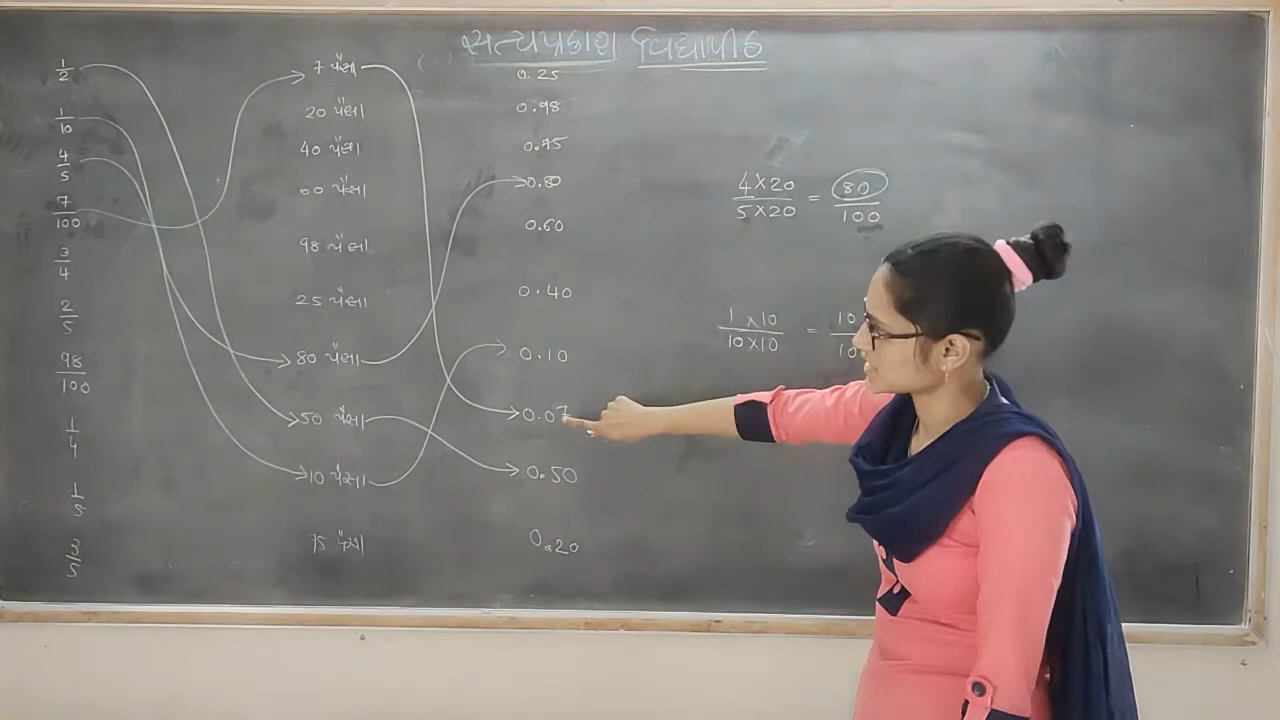 સત્યપ્રકાશ વિદ્યાપીઠ
1/2
1/10
4/5
7/100
3/4
2/5
98/100
1/4
1/5
3/5
7 પૈસા
20 પૈસા
40 પૈસા
60 પૈસા
98 પૈસા
25 પૈસા
80 પૈસા
50 પૈસા
10 પૈસા
75 પૈસા
0.25
0.98
0.75
0.80
0.60
0.40
0.10
0.07
0.50
0.20
4×20/5×20 = 80/100
1×10/10×10 = 10/10